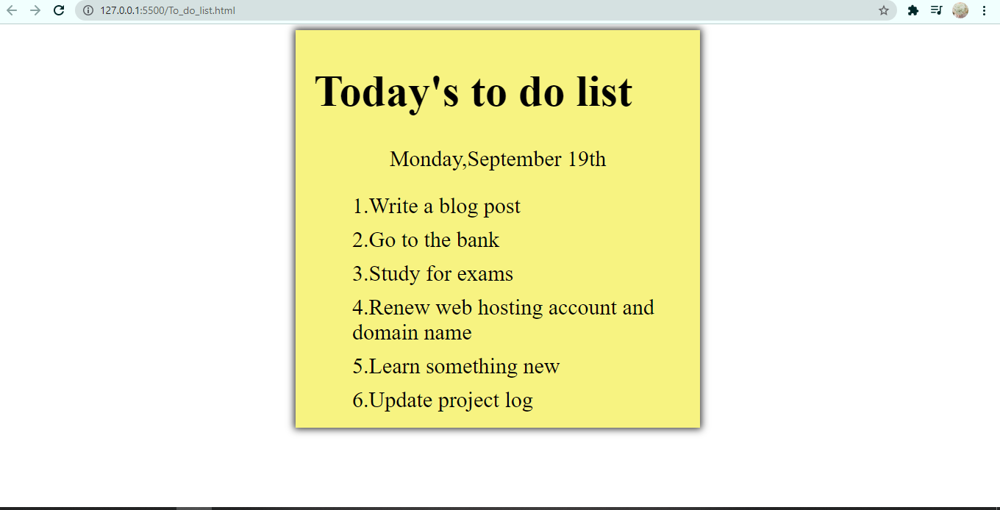 127.0.0.1:5500/To_do_list.html
Today's to do list
Monday,September 19th
1.Write a blog post
2.Go to the bank
3.Study for exams
4.Renew web hosting account and
domain name
5.Learn something new
6.Update project log